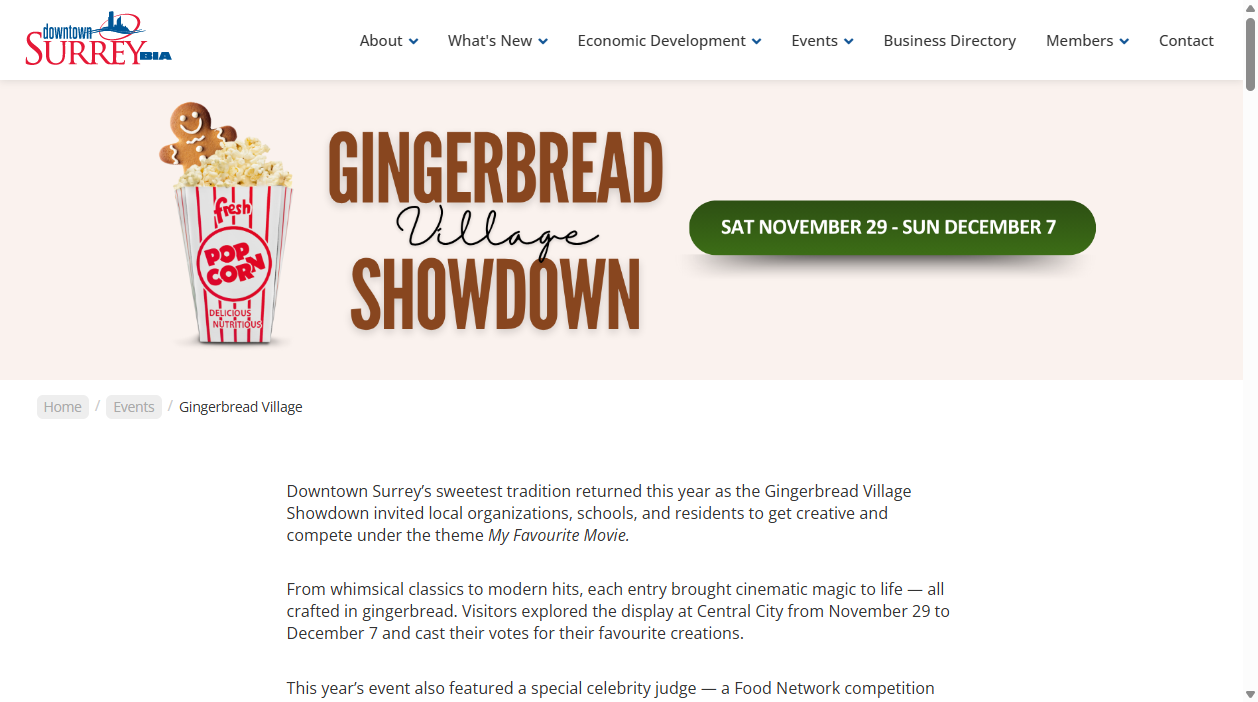 downtown
SURREY BIA
About
What's New
Economic Development
Events
Business Directory
Members
Contact
fresh
POP
CORN
DELICIOUS
NUTRITIOUS
GINGERBREAD
Village
SHOWDOWN
SAT NOVEMBER 29 - SUN DECEMBER 7
Home / Events / Gingerbread Village
Downtown Surrey’s sweetest tradition returned this year as the Gingerbread Village
Showdown invited local organizations, schools, and residents to get creative and
compete under the theme My Favourite Movie.
From whimsical classics to modern hits, each entry brought cinematic magic to life — all
crafted in gingerbread. Visitors explored the display at Central City from November 29 to
December 7 and cast their votes for their favourite creations.
This year’s event also featured a special celebrity judge — a Food Network competition